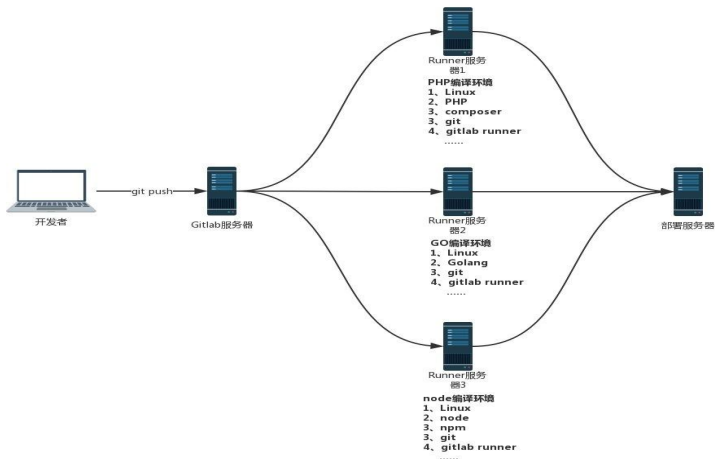 Runner服务
器1
PHP编译环境
1、Linux
2、PHP
3、composer
3、git
4、gitlab runner
......
git push
开发者
Gitlab服务器
Runner服务
器2
GO编译环境
1、Linux
2、Golang
3、git
4、gitlab runner
......
部署服务器
Runner服务
器3
node编译环境
1、Linux
2、node
3、npm
3、git
4、gitlab runner
......